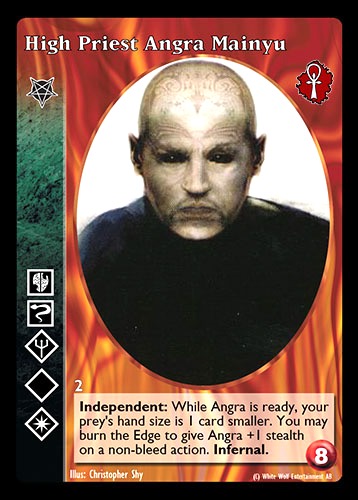 High Priest Angra Mainyu
2
Independent: While Angra is ready, your
prey's hand size is 1 card smaller. You may
burn the Edge to give Angra +1 stealth
on a non-bleed action. Infernal.
8
Illus: Christopher Shy
(C) White Wolf Entertainment AB